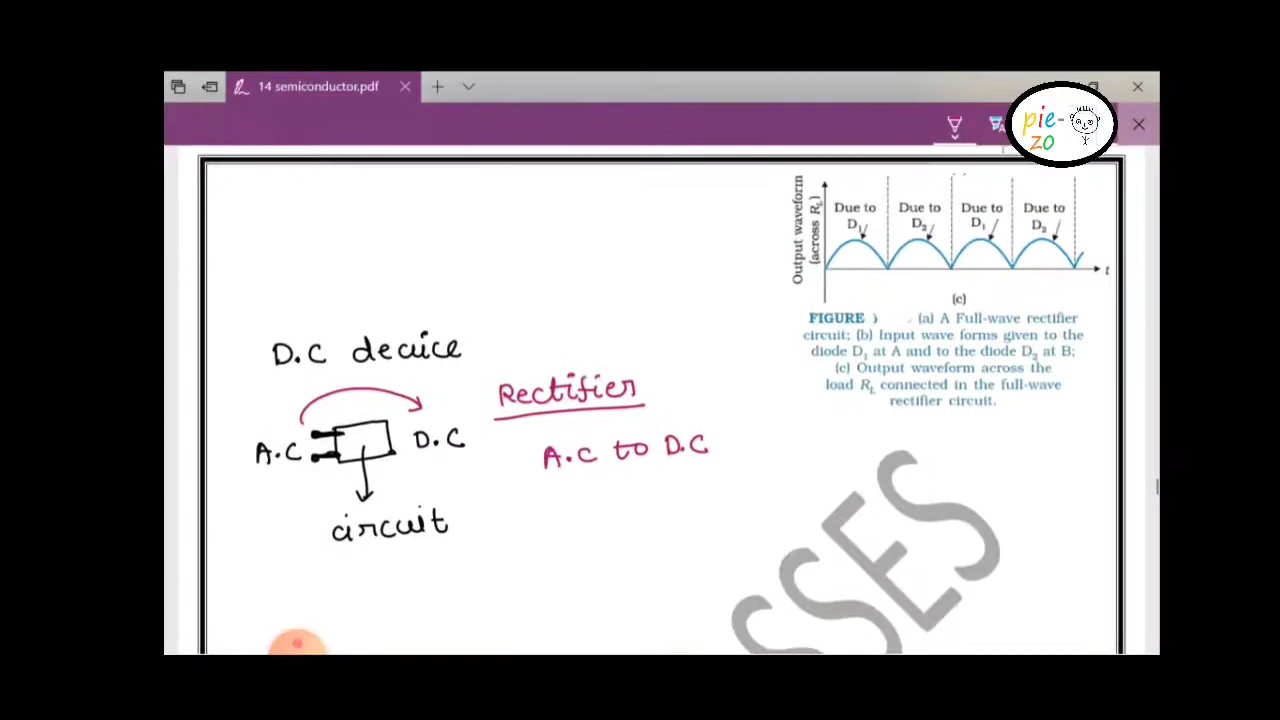 14 semiconductor.pdf
pie-
zo
Output waveform
(across R_L)
Due to
D₁
Due to
D₂
Due to
D₁
Due to
D₂
t
(c)
FIGURE (a) A Full-wave rectifier
circuit; (b) Input wave forms given to the
diode D₁ at A and to the diode D₂ at B;
(c) Output waveform across the
load R_L connected in the full-wave
rectifier circuit.
D.C decice
A.C
D.C
circuit
Rectifier
A.C to D.C
SSES